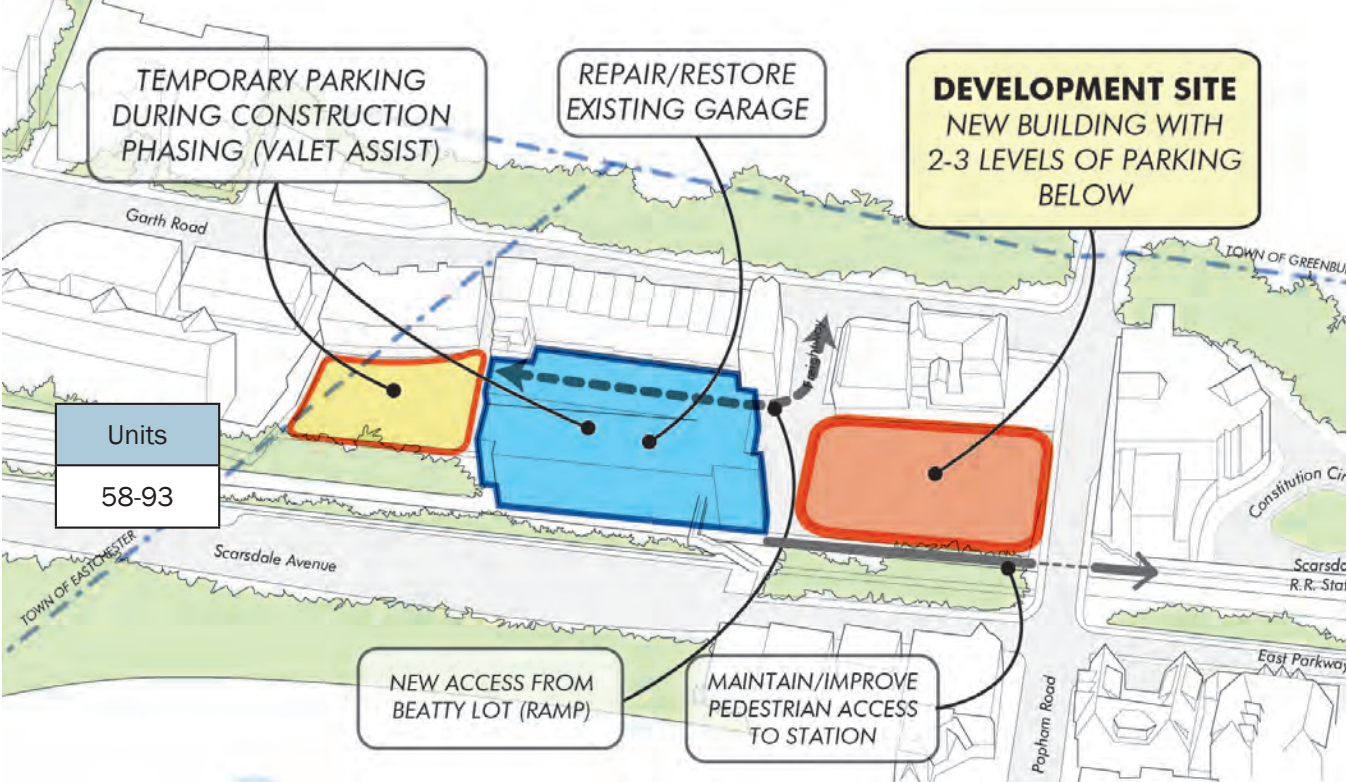 TEMPORARY PARKING
DURING CONSTRUCTION
PHASING (VALET ASSIST)
REPAIR/RESTORE
EXISTING GARAGE
DEVELOPMENT SITE
NEW BUILDING WITH
2-3 LEVELS OF PARKING
BELOW
Garth Road
TOWN OF GREENBU
Units
58-93
Constitution Cir
Scarsdale Avenue
TOWN OF EASTCHESTER
Scarsda
R.R. Stat
East Parkway
NEW ACCESS FROM
BEATTY LOT (RAMP)
MAINTAIN/IMPROVE
PEDESTRIAN ACCESS
TO STATION
Popham Road